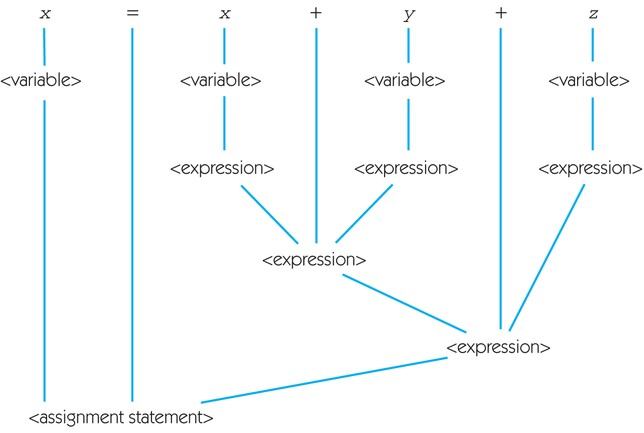 x = x + y + z
<variable> <variable> <variable> <variable>
<expression> <expression> <expression>
<expression>
<expression>
<assignment statement>